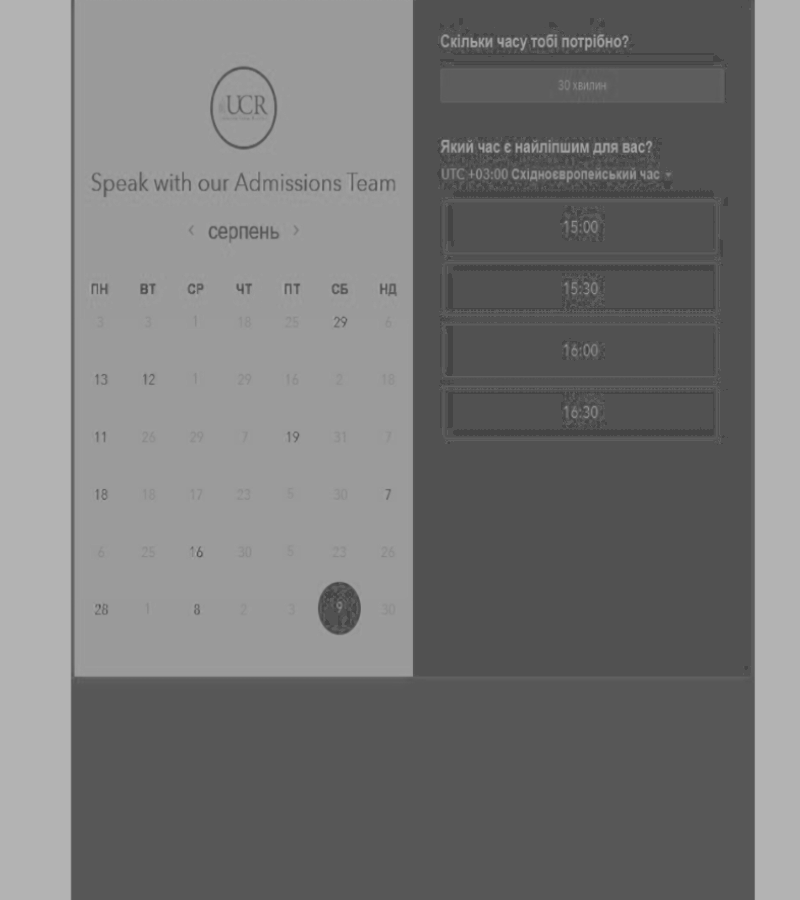 UCR
Speak with our Admissions Team
‹ серпень ›
ПН ВТ СР ЧТ ПТ СБ НД
3 3 1 18 25 29 6
13 12 1 29 16 2 18
11 26 29 7 19 31 7
18 18 17 23 5 30 7
6 25 16 30 5 23 26
28 1 8 2 3 9 30
Скільки часу тобі потрібно?
30 хвилин
Який час є найліпшим для вас?
UTC +03:00 Східноєвропейський час
15:00
15:30
16:00
16:30